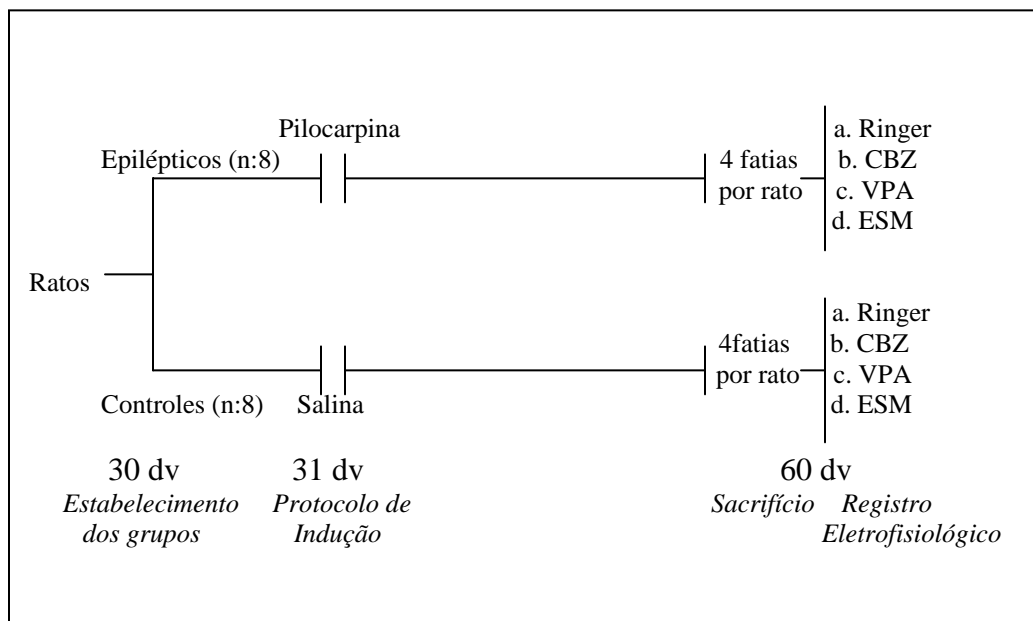 Pilocarpina
Epilépticos (n:8)
4 fatias
por rato
a. Ringer
b. CBZ
c. VPA
d. ESM
Ratos
4fatias
por rato
a. Ringer
b. CBZ
c. VPA
d. ESM
Controles (n:8)
Salina
30 dv
Estabelecimento
dos grupos
31 dv
Protocolo de
Indução
60 dv
Sacrifício
Registro
Eletrofisiológico